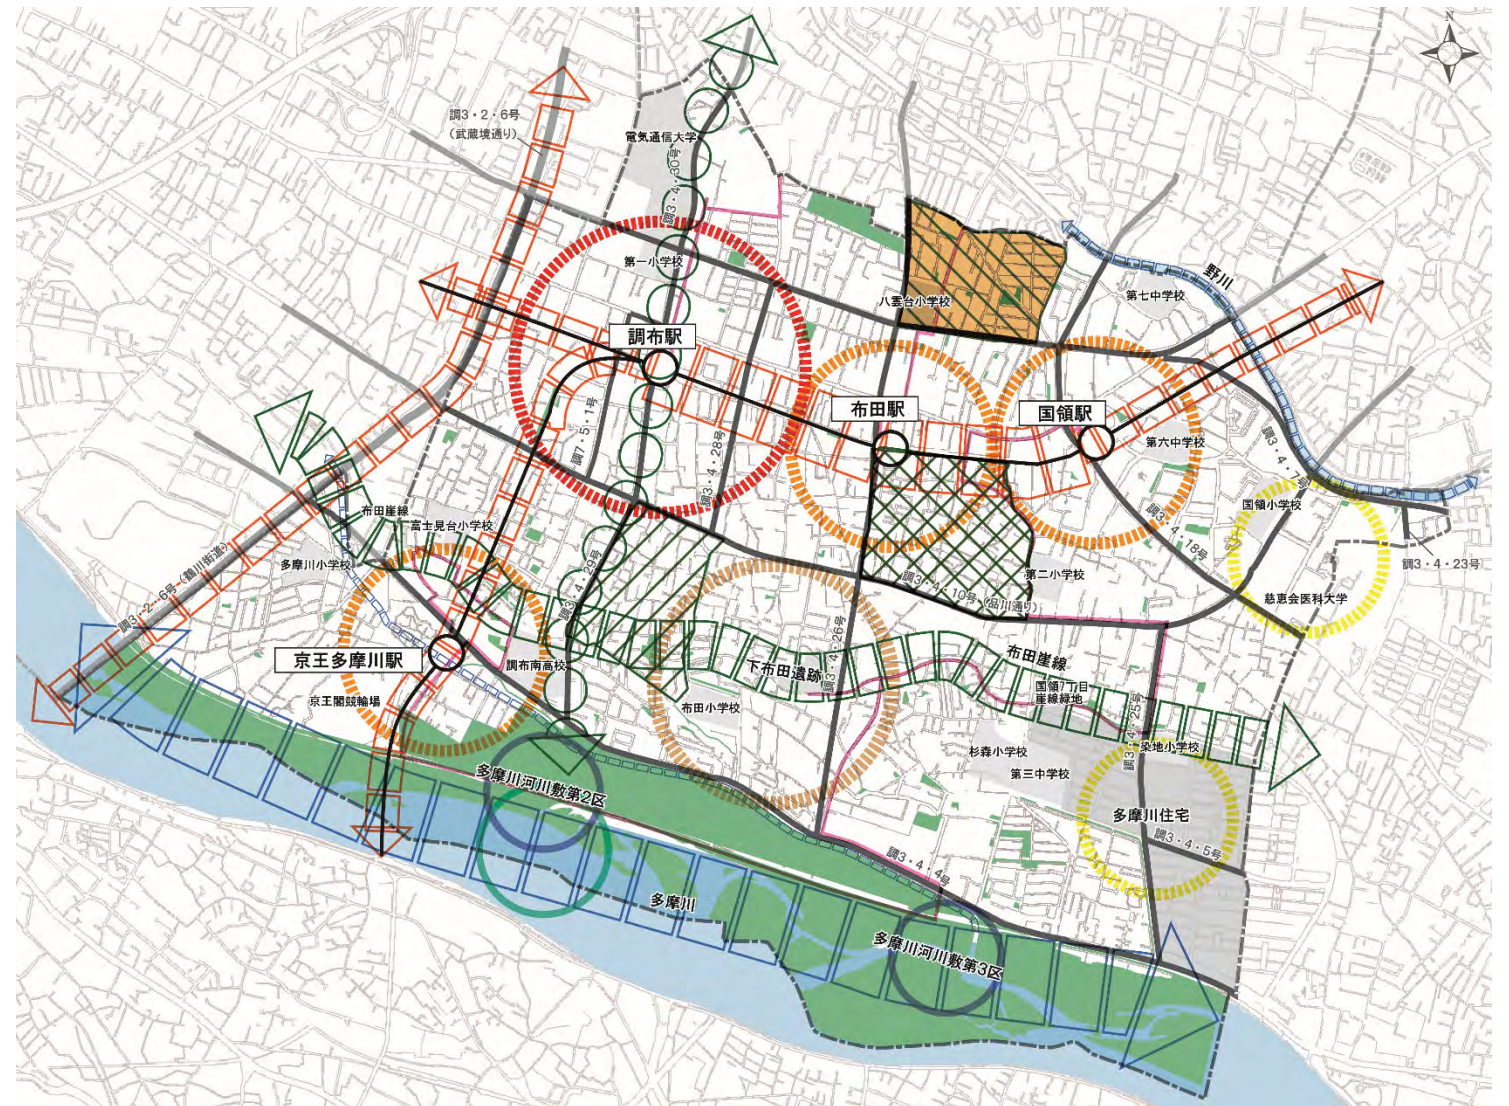 N
調3・2・6号
(武蔵境通り)
電気通信大学
調3・4・30号
第一小学校
野川
第七中学校
八雲台小学校
調布駅
布田駅
国領駅
第六中学校
調7・5・1号
調3・4・28号
調3・4・7号
国領小学校
布田崖線
富士見台小学校
調3・4・18号
多摩川小学校
調3・4・29号
第二小学校
調3・4・23号
調3・4・10号(品川通り)
慈恵会医科大学
調3・2・6号(鶴川街道)
調3・4・26号
京王多摩川駅
調布南高校
下布田遺跡
布田崖線
京王閣競輪場
布田小学校
国領7丁目
崖線緑地
調3・4・25号
杉森小学校
染地小学校
多摩川河川敷第2区
第三中学校
多摩川住宅
調3・4・5号
調3・4・4号
多摩川
多摩川河川敷第3区